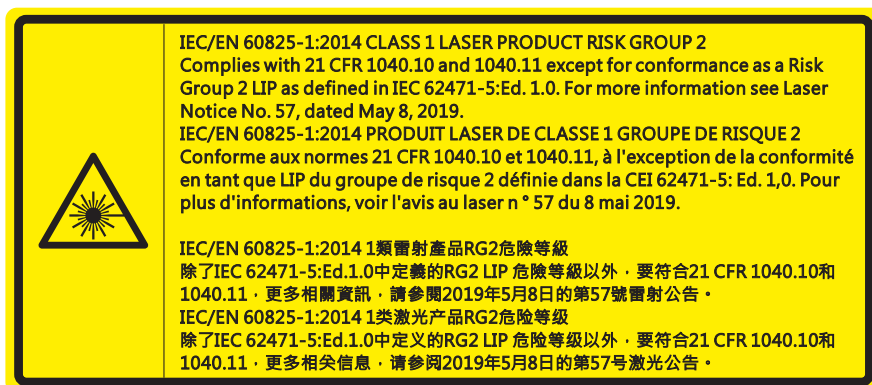 IEC/EN 60825-1:2014 CLASS 1 LASER PRODUCT RISK GROUP 2
Complies with 21 CFR 1040.10 and 1040.11 except for conformance as a Risk
Group 2 LIP as defined in IEC 62471-5:Ed. 1.0. For more information see Laser
Notice No. 57, dated May 8, 2019.
IEC/EN 60825-1:2014 PRODUIT LASER DE CLASSE 1 GROUPE DE RISQUE 2
Conforme aux normes 21 CFR 1040.10 et 1040.11, à l'exception de la conformité
en tant que LIP du groupe de risque 2 définie dans la CEI 62471-5: Ed. 1,0. Pour
plus d'informations, voir l'avis au laser n ° 57 du 8 mai 2019.
IEC/EN 60825-1:2014 1類雷射產品RG2危險等級
除了IEC 62471-5:Ed.1.0中定義的RG2 LIP 危險等級以外，要符合21 CFR 1040.10和
1040.11，更多相關資訊，請參閱2019年5月8日的第57號雷射公告。
IEC/EN 60825-1:2014 1类激光产品RG2危险等级
除了IEC 62471-5:Ed.1.0中定义的RG2 LIP 危险等级以外，要符合21 CFR 1040.10和
1040.11，更多相关信息，请参阅2019年5月8日的第57号激光公告。